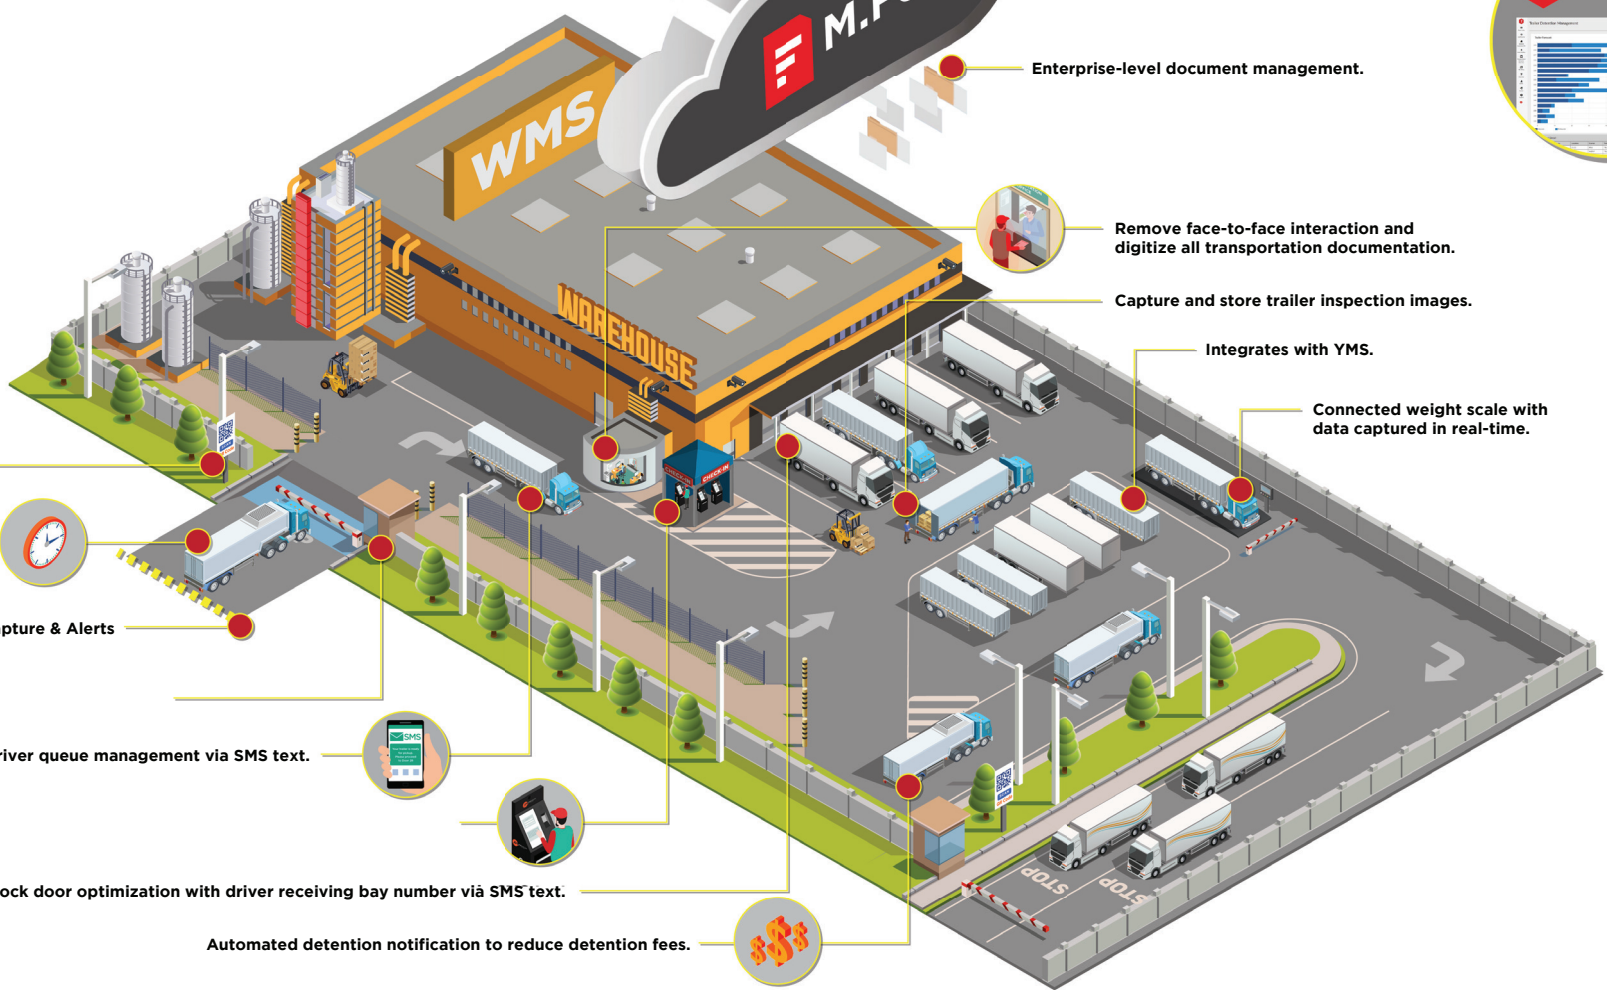 M.
Enterprise-level document management.
WMS
Remove face-to-face interaction and
digitize all transportation documentation.
Capture and store trailer inspection images.
WAREHOUSE
Integrates with YMS.
Connected weight scale with
data captured in real-time.
CHECK-IN
CHECK-IN
pture & Alerts
SMS
river queue management via SMS text.
ock door optimization with driver receiving bay number via SMS text.
STOP
STOP
STOP
Automated detention notification to reduce detention fees.
$$$